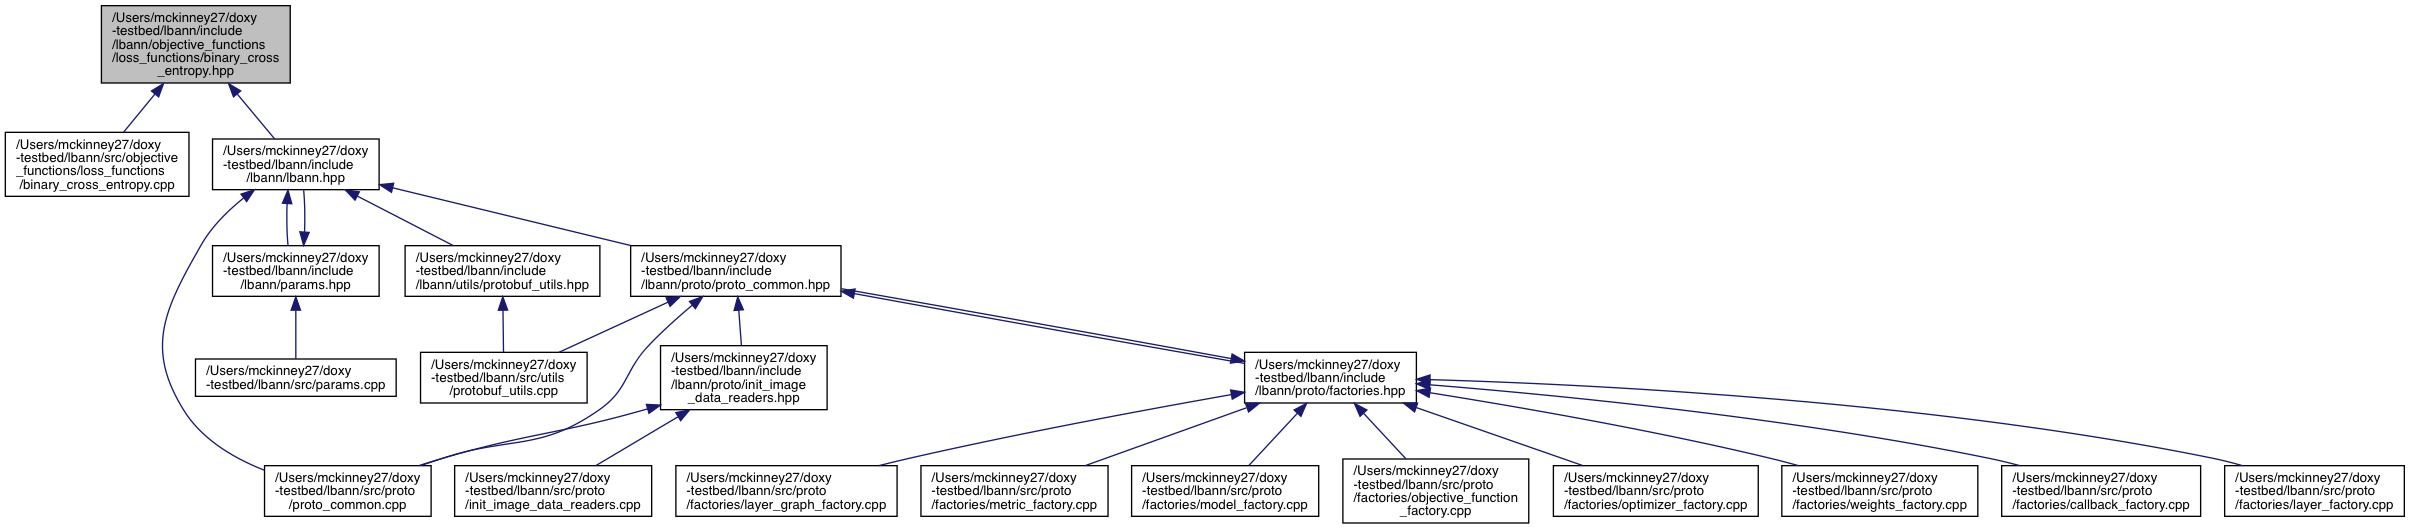 /Users/mckinney27/doxy
-testbed/lbann/include
/lbann/objective_functions
/loss_functions/binary_cross
_entropy.hpp
/Users/mckinney27/doxy
-testbed/lbann/src/objective
_functions/loss_functions
/binary_cross_entropy.cpp
/Users/mckinney27/doxy
-testbed/lbann/include
/lbann/lbann.hpp
/Users/mckinney27/doxy
-testbed/lbann/include
/lbann/params.hpp
/Users/mckinney27/doxy
-testbed/lbann/include
/lbann/utils/protobuf_utils.hpp
/Users/mckinney27/doxy
-testbed/lbann/include
/lbann/proto/proto_common.hpp
/Users/mckinney27/doxy
-testbed/lbann/src/params.cpp
/Users/mckinney27/doxy
-testbed/lbann/src/utils
/protobuf_utils.cpp
/Users/mckinney27/doxy
-testbed/lbann/include
/lbann/proto/init_image
_data_readers.hpp
/Users/mckinney27/doxy
-testbed/lbann/include
/lbann/proto/factories.hpp
/Users/mckinney27/doxy
-testbed/lbann/src/proto
/proto_common.cpp
/Users/mckinney27/doxy
-testbed/lbann/src/proto
/init_image_data_readers.cpp
/Users/mckinney27/doxy
-testbed/lbann/src/proto
/factories/layer_graph_factory.cpp
/Users/mckinney27/doxy
-testbed/lbann/src/proto
/factories/metric_factory.cpp
/Users/mckinney27/doxy
-testbed/lbann/src/proto
/factories/model_factory.cpp
/Users/mckinney27/doxy
-testbed/lbann/src/proto
/factories/objective_function
_factory.cpp
/Users/mckinney27/doxy
-testbed/lbann/src/proto
/factories/optimizer_factory.cpp
/Users/mckinney27/doxy
-testbed/lbann/src/proto
/factories/weights_factory.cpp
/Users/mckinney27/doxy
-testbed/lbann/src/proto
/factories/callback_factory.cpp
/Users/mckinney27/doxy
-testbed/lbann/src/proto
/factories/layer_factory.cpp